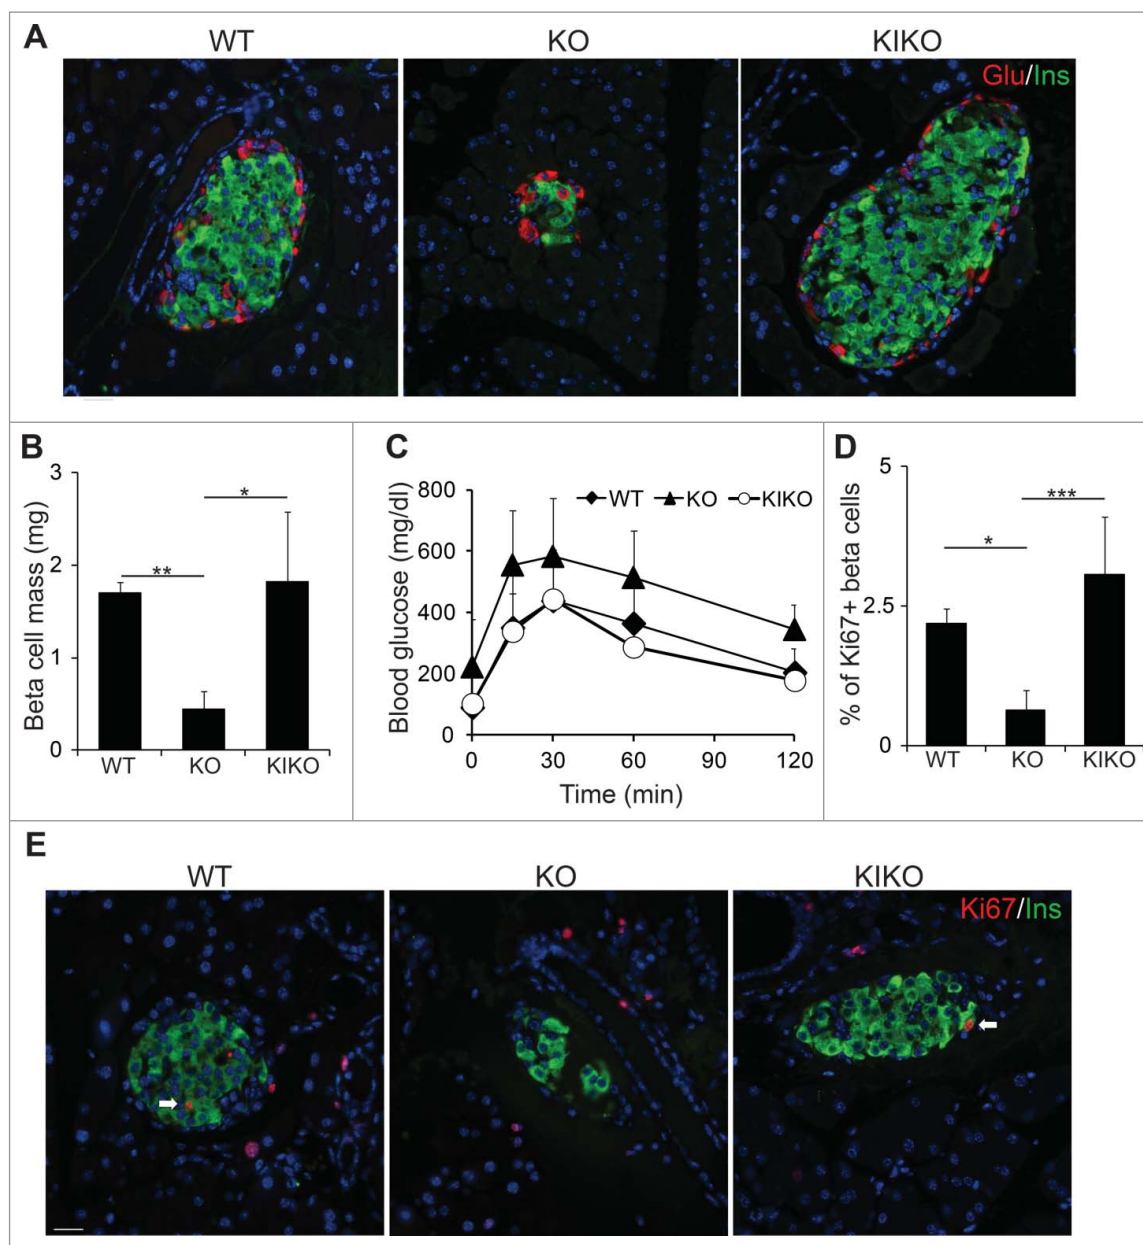 A
WT KO KIKO
Glu/Ins
B
Beta cell mass (mg)
3
2
1
0
** *
WT KO KIKO
C
Blood glucose (mg/dl)
800
600
400
200
0
WT KO KIKO
0 30 60 90 120
Time (min)
D
% of Ki67+ beta cells
5
2.5
0
* ***
WT KO KIKO
E
WT KO KIKO
Ki67/Ins